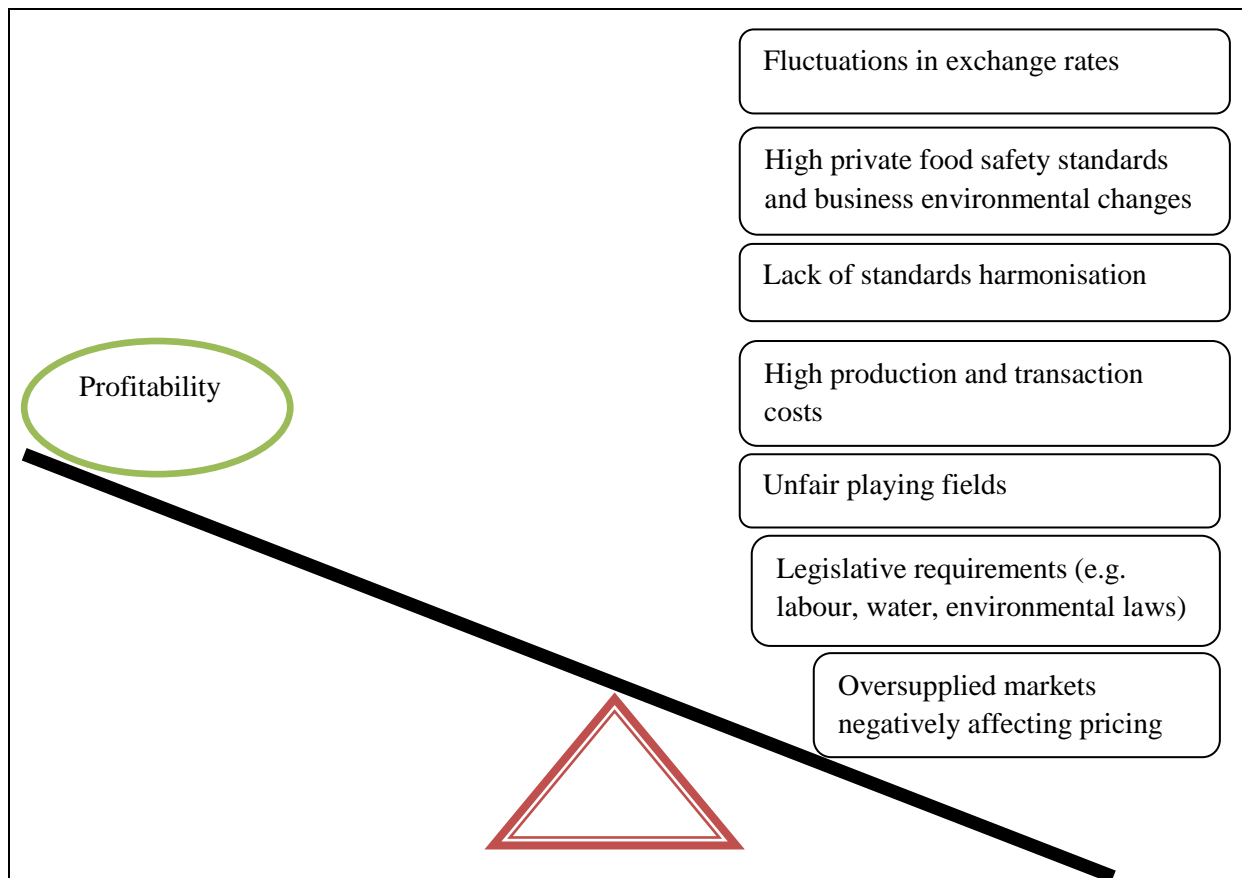 Fluctuations in exchange rates
High private food safety standards
and business environmental changes
Lack of standards harmonisation
Profitability
High production and transaction
costs
Unfair playing fields
Legislative requirements (e.g.
labour, water, environmental laws)
Oversupplied markets
negatively affecting pricing